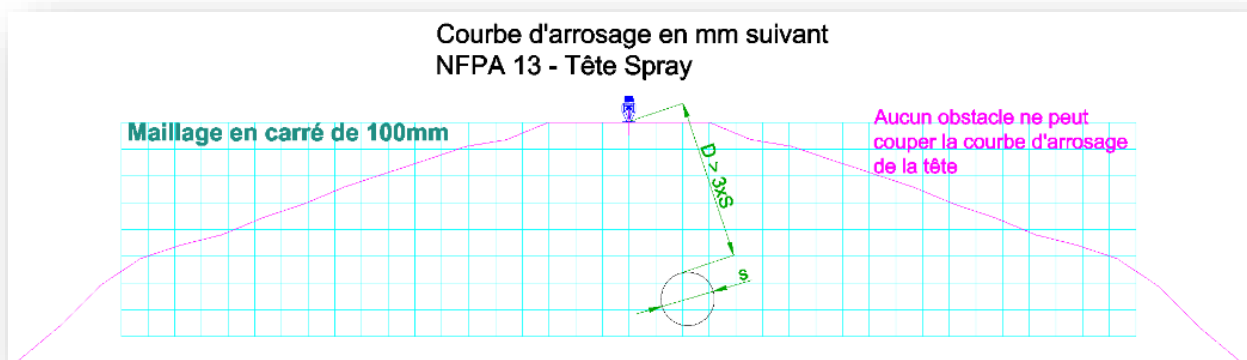 Courbe d'arrosage en mm suivant
NFPA 13 - Tête Spray
Maillage en carré de 100mm
Aucun obstacle ne peut
couper la courbe d'arrosage
de la tête
D > 3xS
s